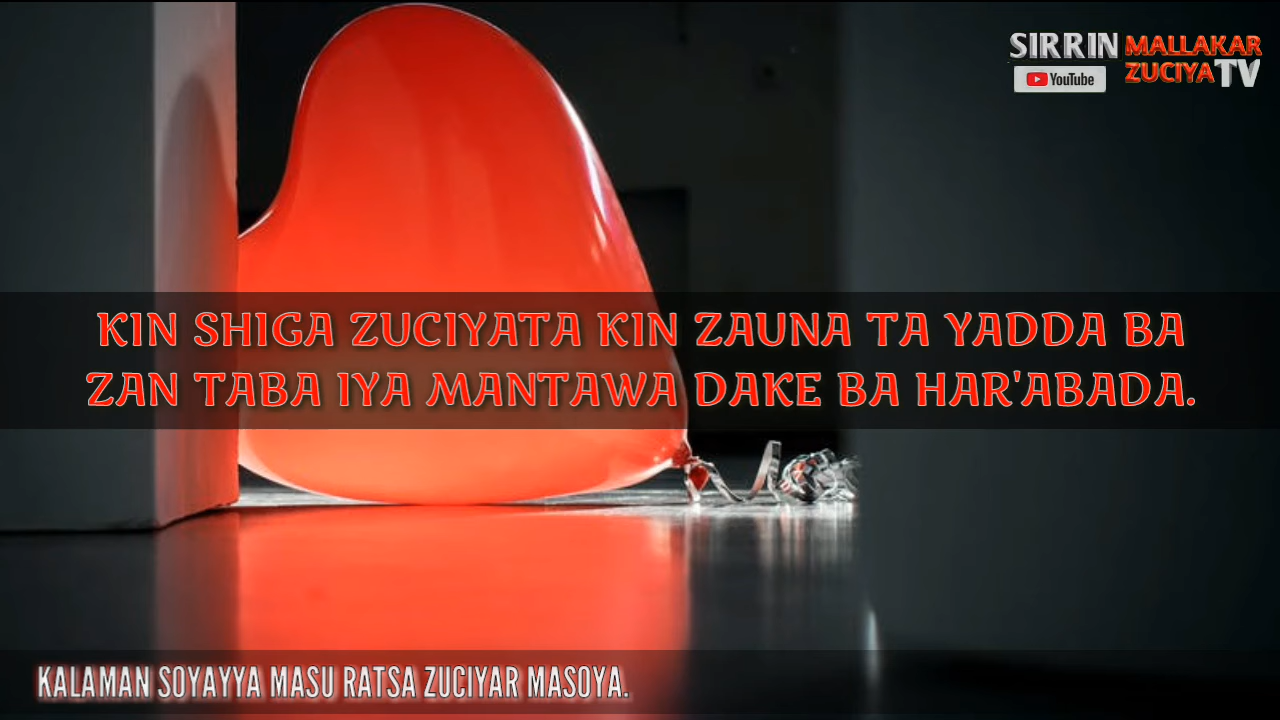 SIRRIN MALLAKAR
YouTube ZUCIYA TV
KIN SHIGA ZUCIYATA KIN ZAUNA TA YADDA BA
ZAN TABA IYA MANTAWA DAKE BA HAR'ABADA.
KALAMAN SOYAYYA MASU RATSA ZUCIYAR MASOYA.